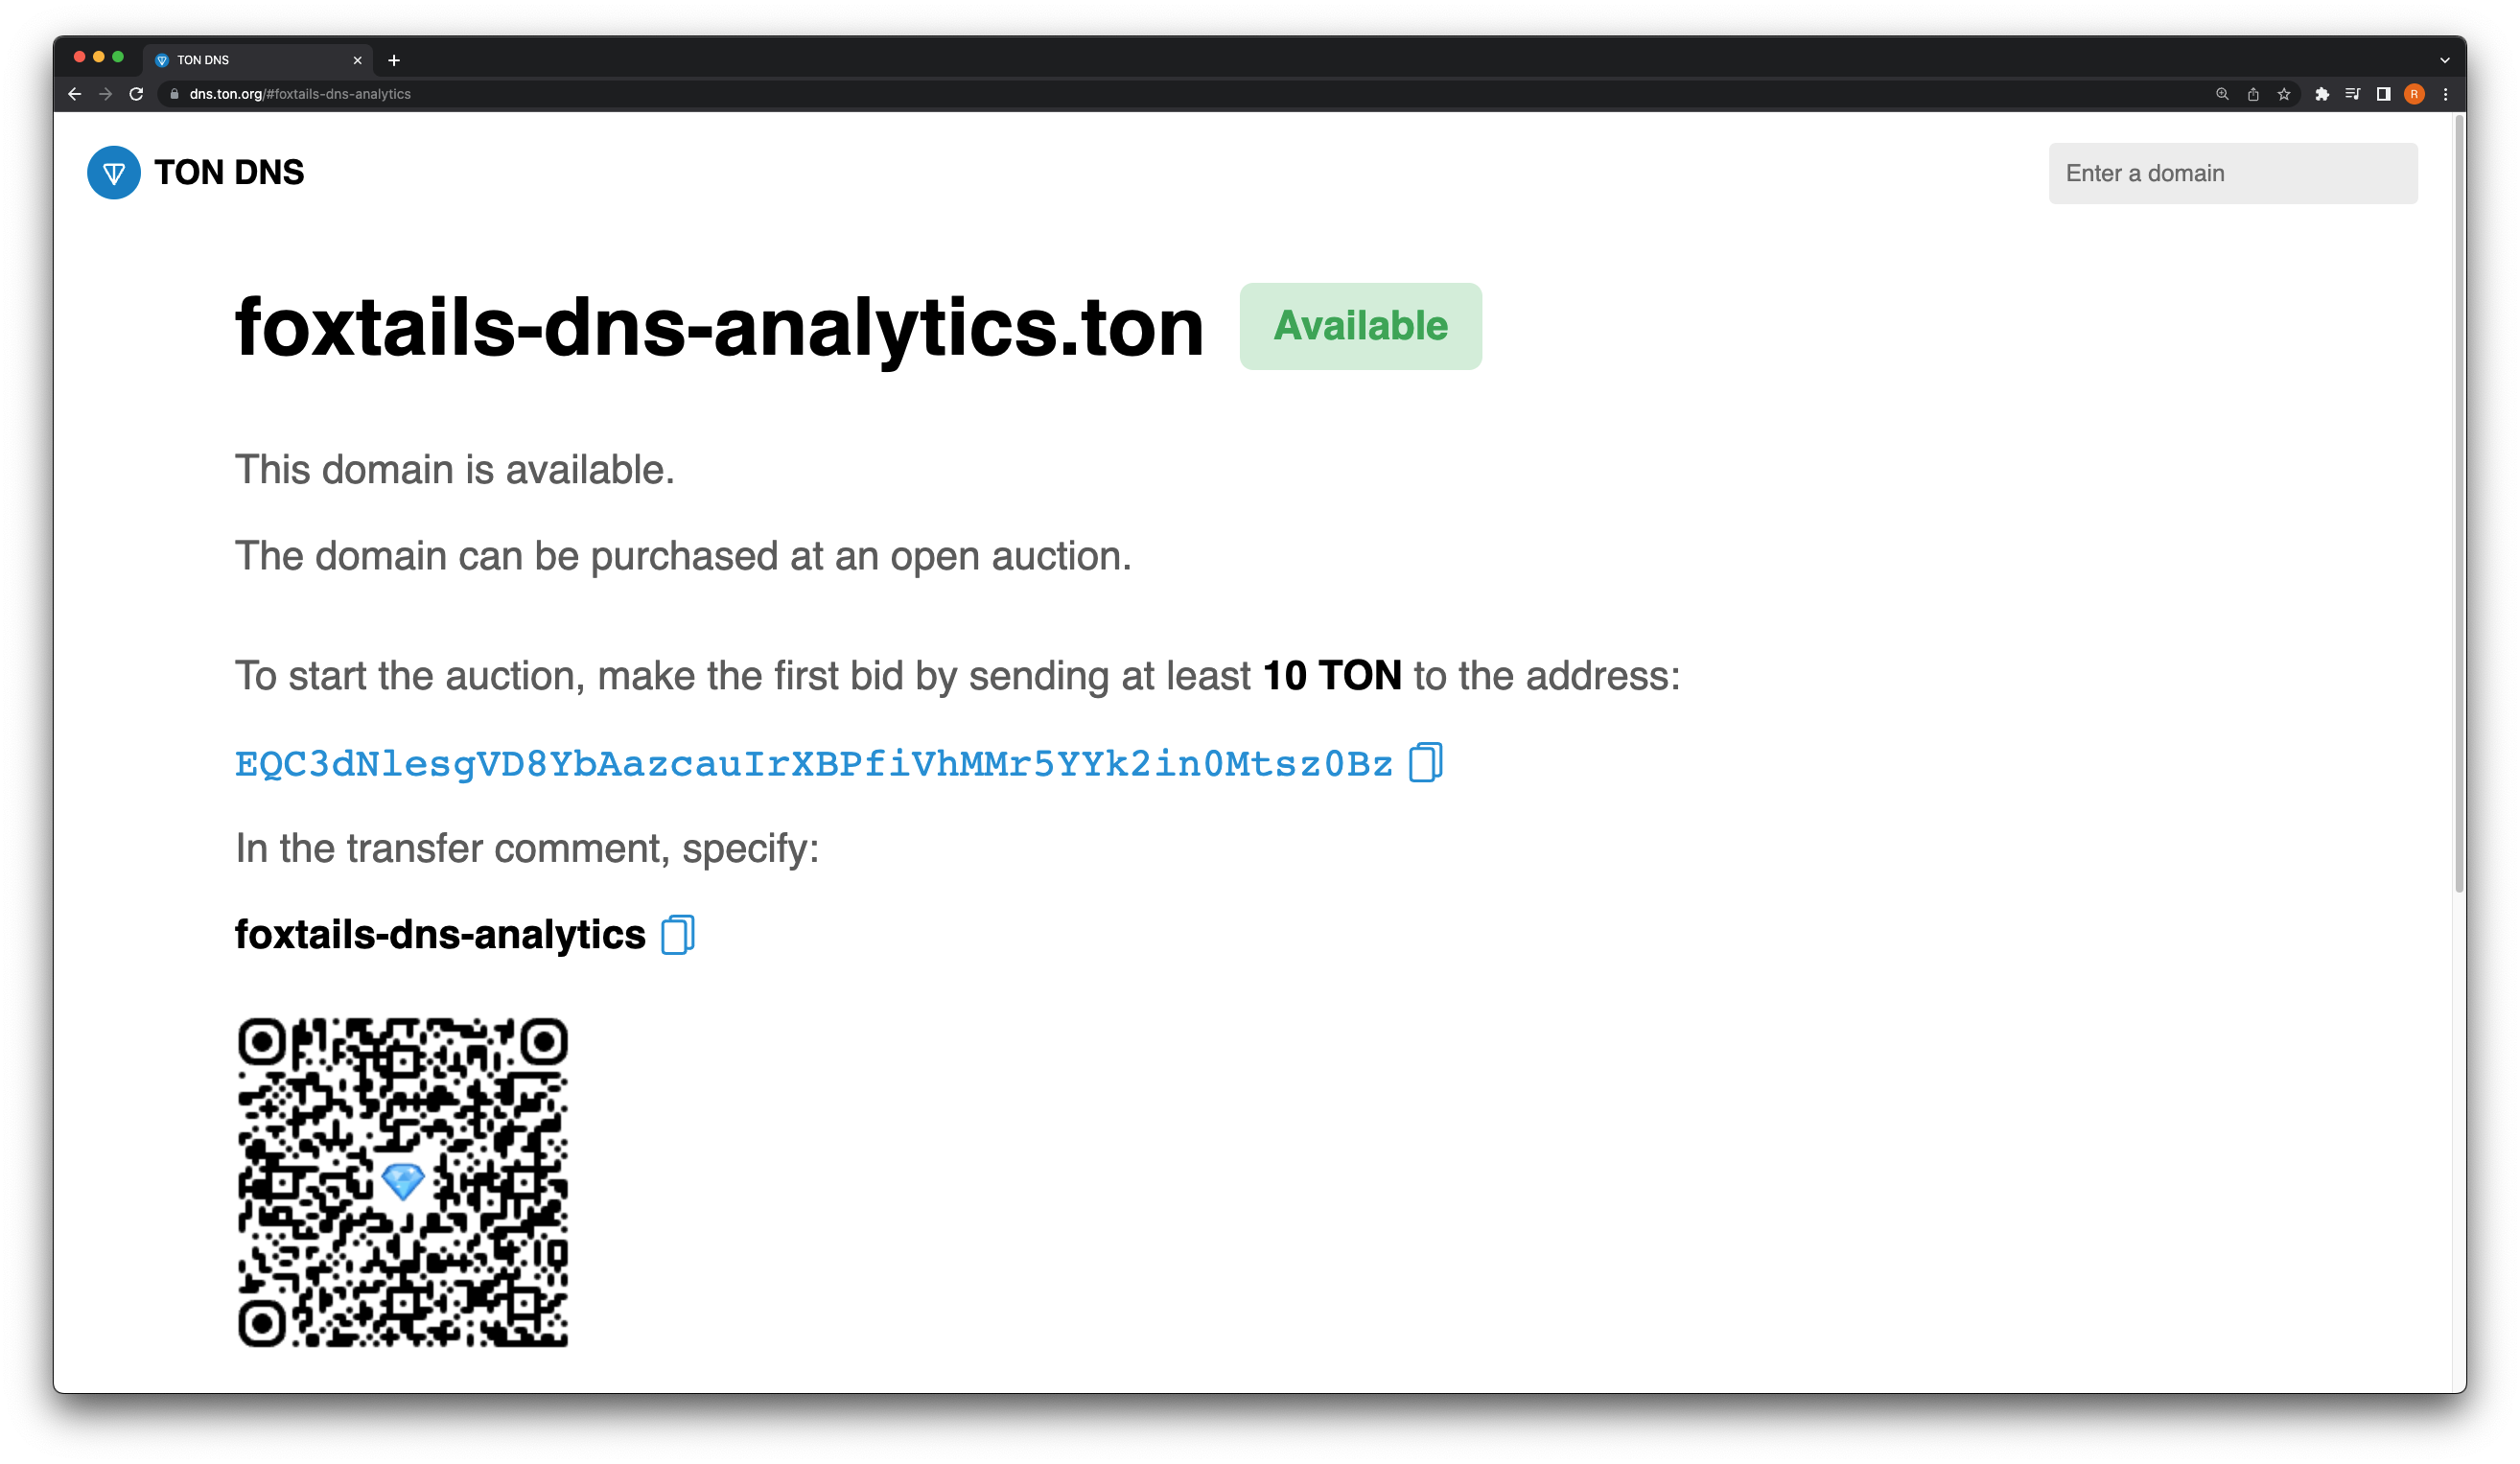 TON DNS
dns.ton.org/#foxtails-dns-analytics
R
TON DNS
Enter a domain
foxtails-dns-analytics.ton
Available
This domain is available.
The domain can be purchased at an open auction.
To start the auction, make the first bid by sending at least 10 TON to the address:
EQC3dNlesgVD8YbAazcauIrXBPfiVhMMr5YYk2in0Mtsz0Bz
In the transfer comment, specify:
foxtails-dns-analytics